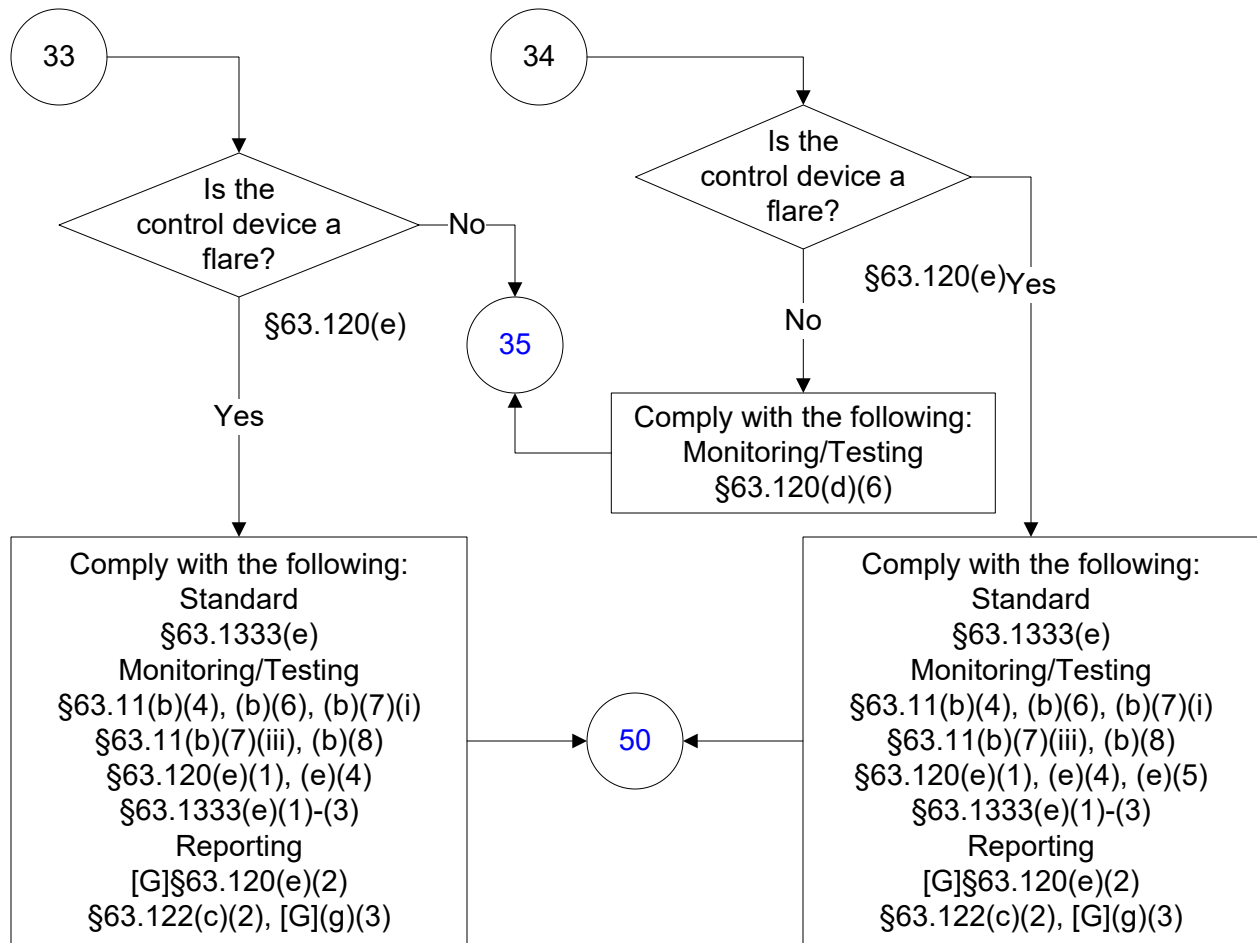 33
34
Is the
control device a
flare?
No
§63.120(e)
Yes
35
Is the
control device a
flare?
§63.120(e)
Yes
No
Comply with the following:
Monitoring/Testing
§63.120(d)(6)
Comply with the following:
Standard
§63.1333(e)
Monitoring/Testing
§63.11(b)(4), (b)(6), (b)(7)(i)
§63.11(b)(7)(iii), (b)(8)
§63.120(e)(1), (e)(4)
§63.1333(e)(1)-(3)
Reporting
[G]§63.120(e)(2)
§63.122(c)(2), [G](g)(3)
50
Comply with the following:
Standard
§63.1333(e)
Monitoring/Testing
§63.11(b)(4), (b)(6), (b)(7)(i)
§63.11(b)(7)(iii), (b)(8)
§63.120(e)(1), (e)(4), (e)(5)
§63.1333(e)(1)-(3)
Reporting
[G]§63.120(e)(2)
§63.122(c)(2), [G](g)(3)